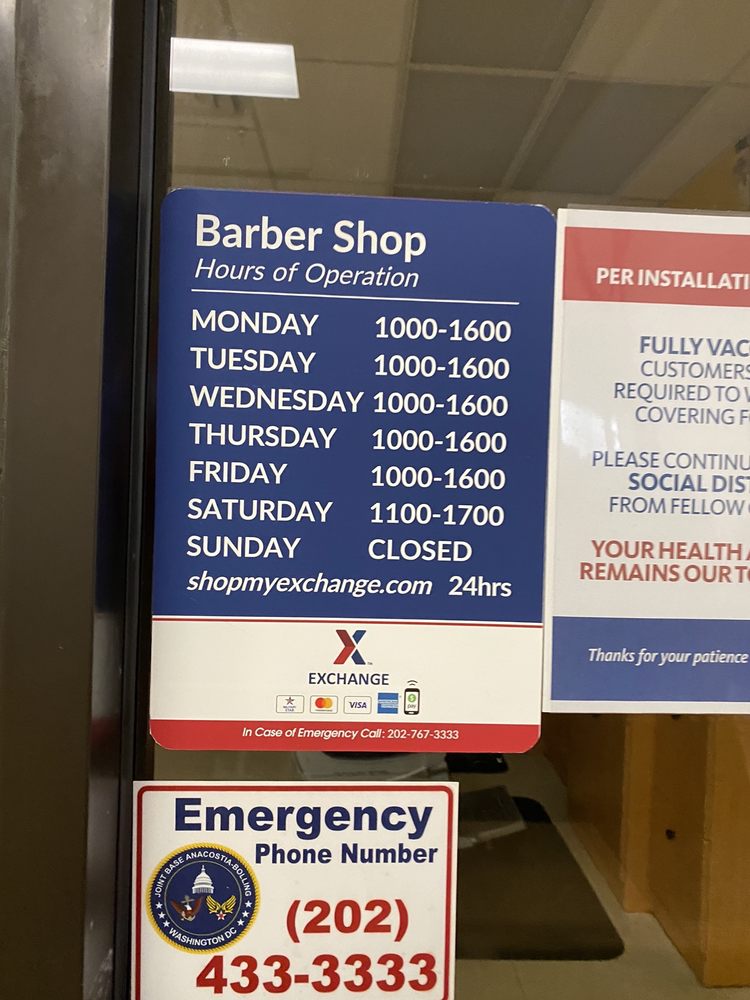 Barber Shop
Hours of Operation
MONDAY 1000-1600
TUESDAY 1000-1600
WEDNESDAY 1000-1600
THURSDAY 1000-1600
FRIDAY 1000-1600
SATURDAY 1100-1700
SUNDAY CLOSED
shopmyexchange.com 24hrs
X
EXCHANGE
VISA
pay
In Case of Emergency Call: 202-767-3333
PER INSTALLATI
FULLY VAC
CUSTOMERS
REQUIRED TO
COVERING
PLEASE CONTINU
SOCIAL DIS
FROM FELLOW
YOUR HEALTH
REMAINS OUR
Thanks for your patience
Emergency
Phone Number
JOINT BASE ANACOSTIA-BOLLING
WASHINGTON DC
(202)
433-3333